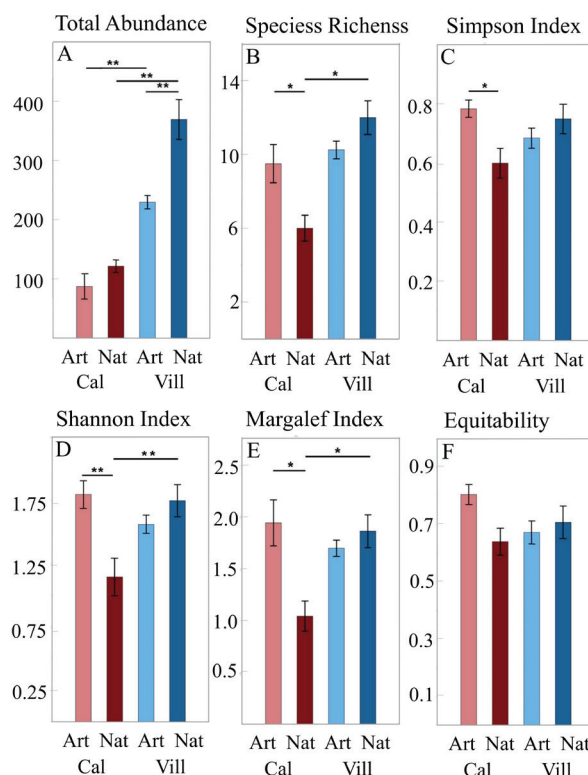 Total Abundance
A
**
**
**
400
300
200
100
Art Nat Art Nat
Cal Vill
Speciess Richenss
B
*
*
14
10
6
2
Art Nat Art Nat
Cal Vill
Simpson Index
C
*
0.8
0.6
0.4
0.2
Art Nat Art Nat
Cal Vill
Shannon Index
D
**
**
1.75
1.25
0.75
0.25
Art Nat Art Nat
Cal Vill
Margalef Index
E
*
*
2.5
2.0
1.5
1.0
0.5
Art Nat Art Nat
Cal Vill
Equitability
F
0.9
0.7
0.5
0.3
0.1
Art Nat Art Nat
Cal Vill